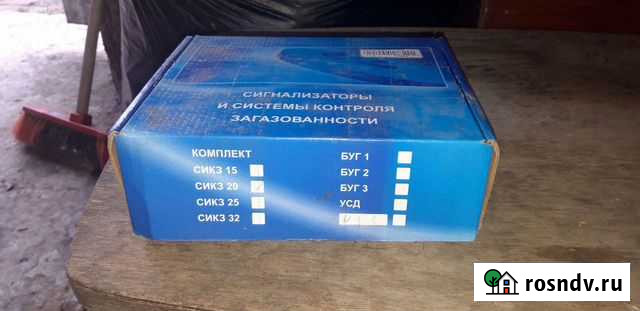 СИГНАЛИЗАТОРЫ
И СИСТЕМЫ КОНТРОЛЯ
ЗАГАЗОВАННОСТИ
КОМПЛЕКТ
СИКЗ 15
СИКЗ 20
СИКЗ 25
СИКЗ 32
БУГ 1
БУГ 2
БУГ 3
УСД
rosndv.ru